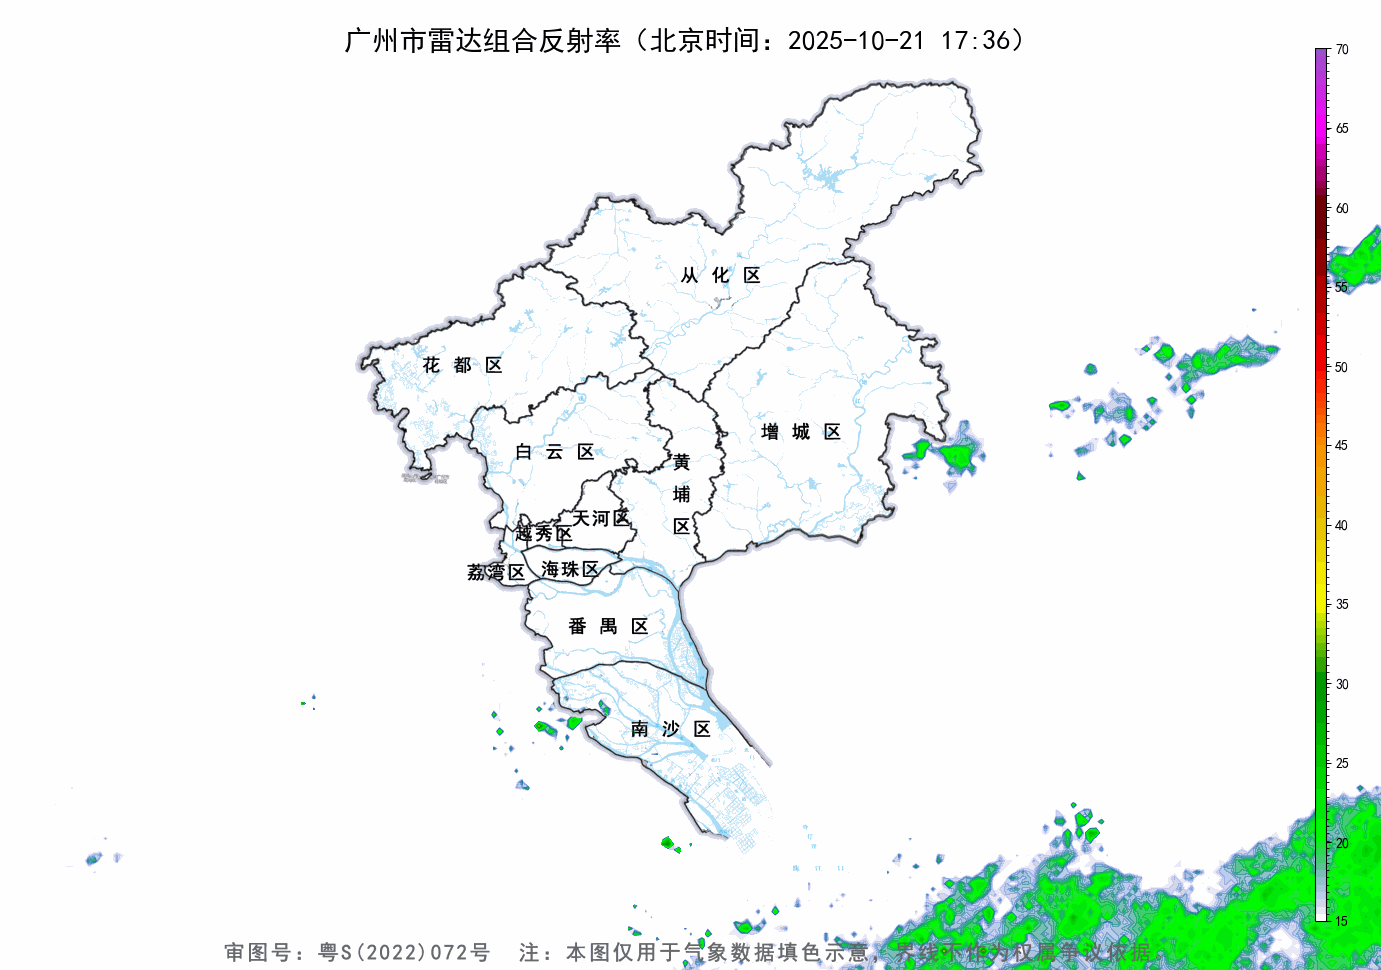 广州市雷达组合反射率（北京时间：2025-10-21 17:36）
70
65
60
55
50
45
40
35
30
25
20
15
从化区
花都区
增城区
白云区
黄埔区
天河区
越秀区
海珠区
荔湾区
番禺区
南沙区
审图号：粤S(2022)072号 注：本图仅用于气象数据填色示意，界线不作为权属争议依据